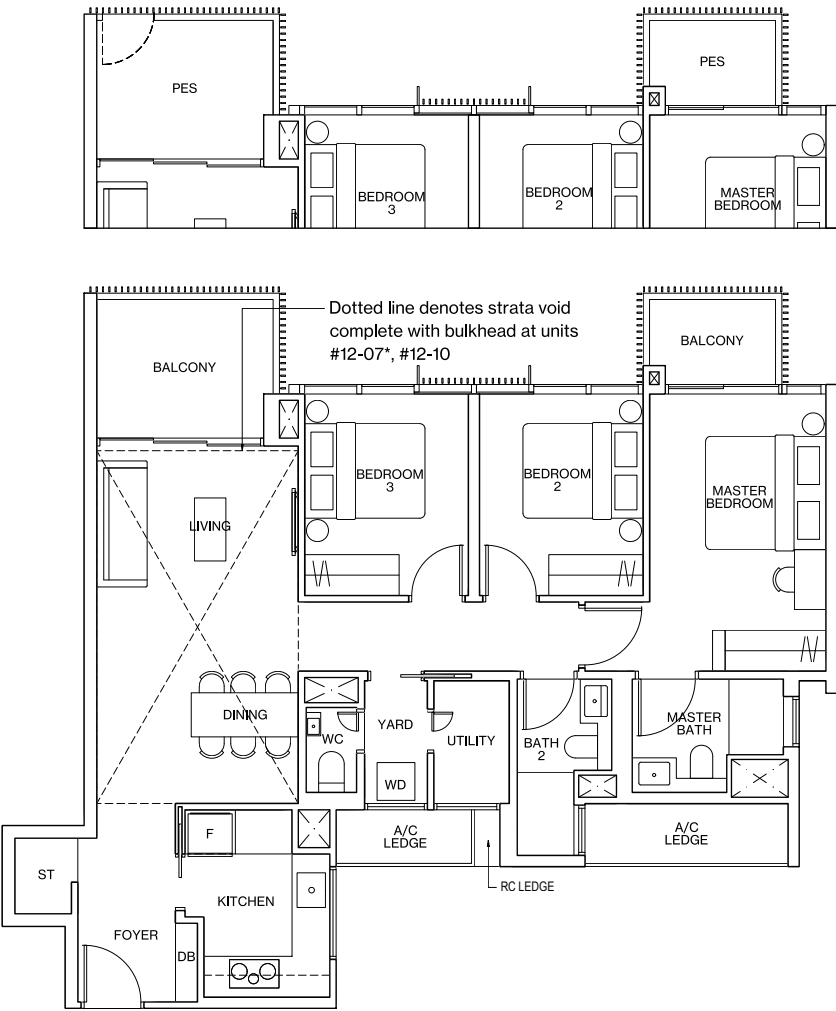 PES
PES
BEDROOM
3
BEDROOM
2
MASTER
BEDROOM
Dotted line denotes strata void
complete with bulkhead at units
#12-07*, #12-10
BALCONY
BALCONY
BEDROOM
3
BEDROOM
2
MASTER
BEDROOM
LIVING
DINING
WC
YARD
UTILITY
BATH
2
MASTER
BATH
WD
F
A/C
LEDGE
A/C
LEDGE
ST
KITCHEN
RC LEDGE
FOYER
DB